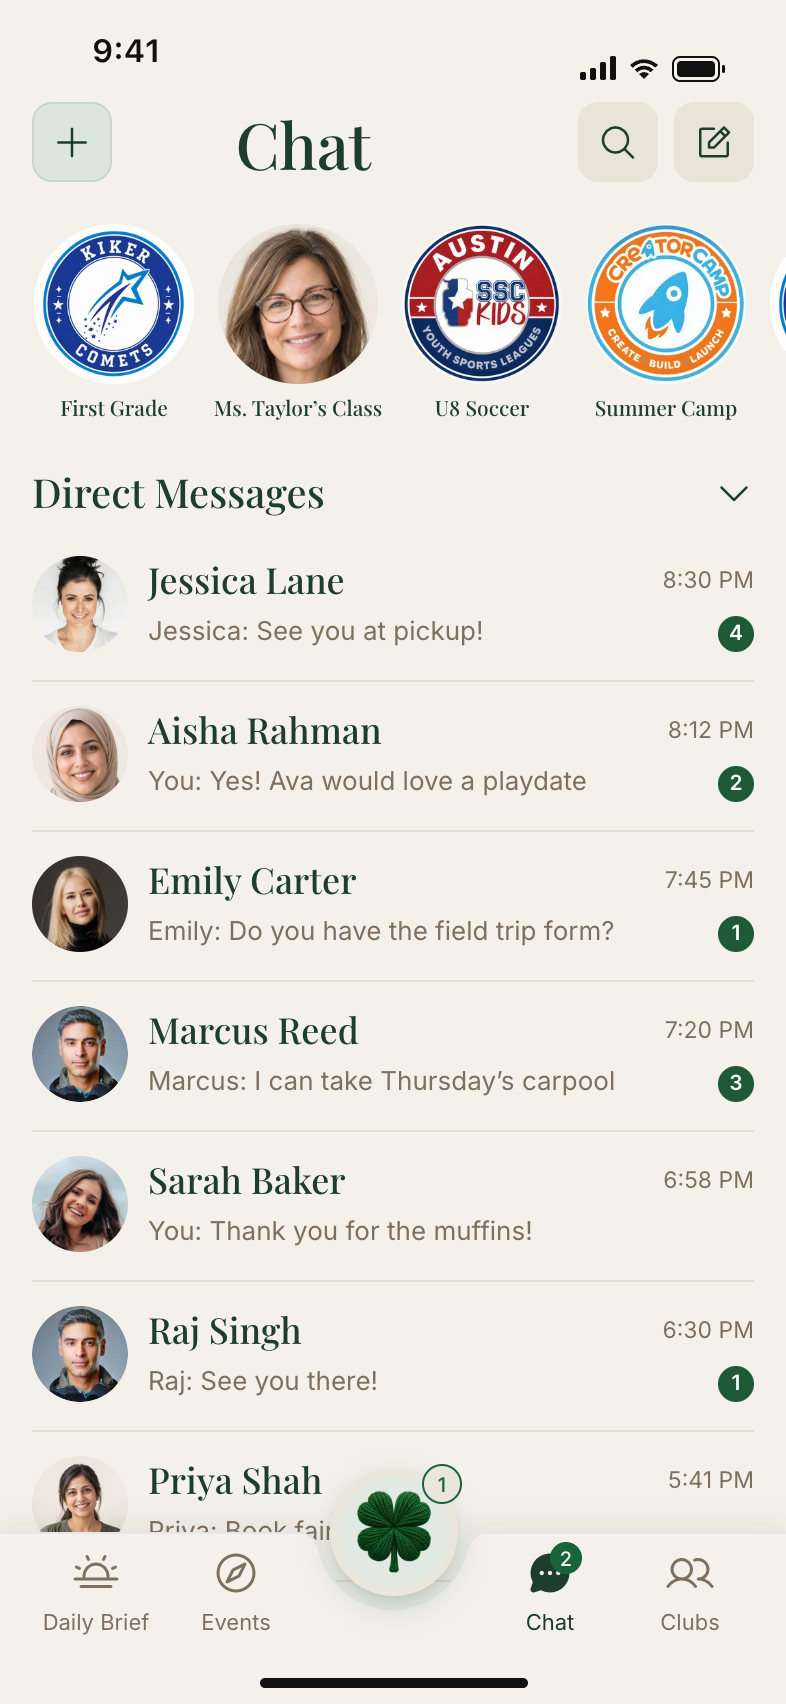 9:41
Chat
KIKER
COMETS
AUSTIN
SSC
KIDS
YOUTH SPORTS LEAGUES
CREATORCAMP
CREATE BUILD LAUNCH
First Grade
Ms. Taylor’s Class
U8 Soccer
Summer Camp
Direct Messages
Jessica Lane
8:30 PM
Jessica: See you at pickup!
4
Aisha Rahman
8:12 PM
You: Yes! Ava would love a playdate
2
Emily Carter
7:45 PM
Emily: Do you have the field trip form?
1
Marcus Reed
7:20 PM
Marcus: I can take Thursday’s carpool
3
Sarah Baker
6:58 PM
You: Thank you for the muffins!
Raj Singh
6:30 PM
Raj: See you there!
1
Priya Shah
5:41 PM
1
Priya: Book fair
2
Daily Brief
Events
Chat
Clubs